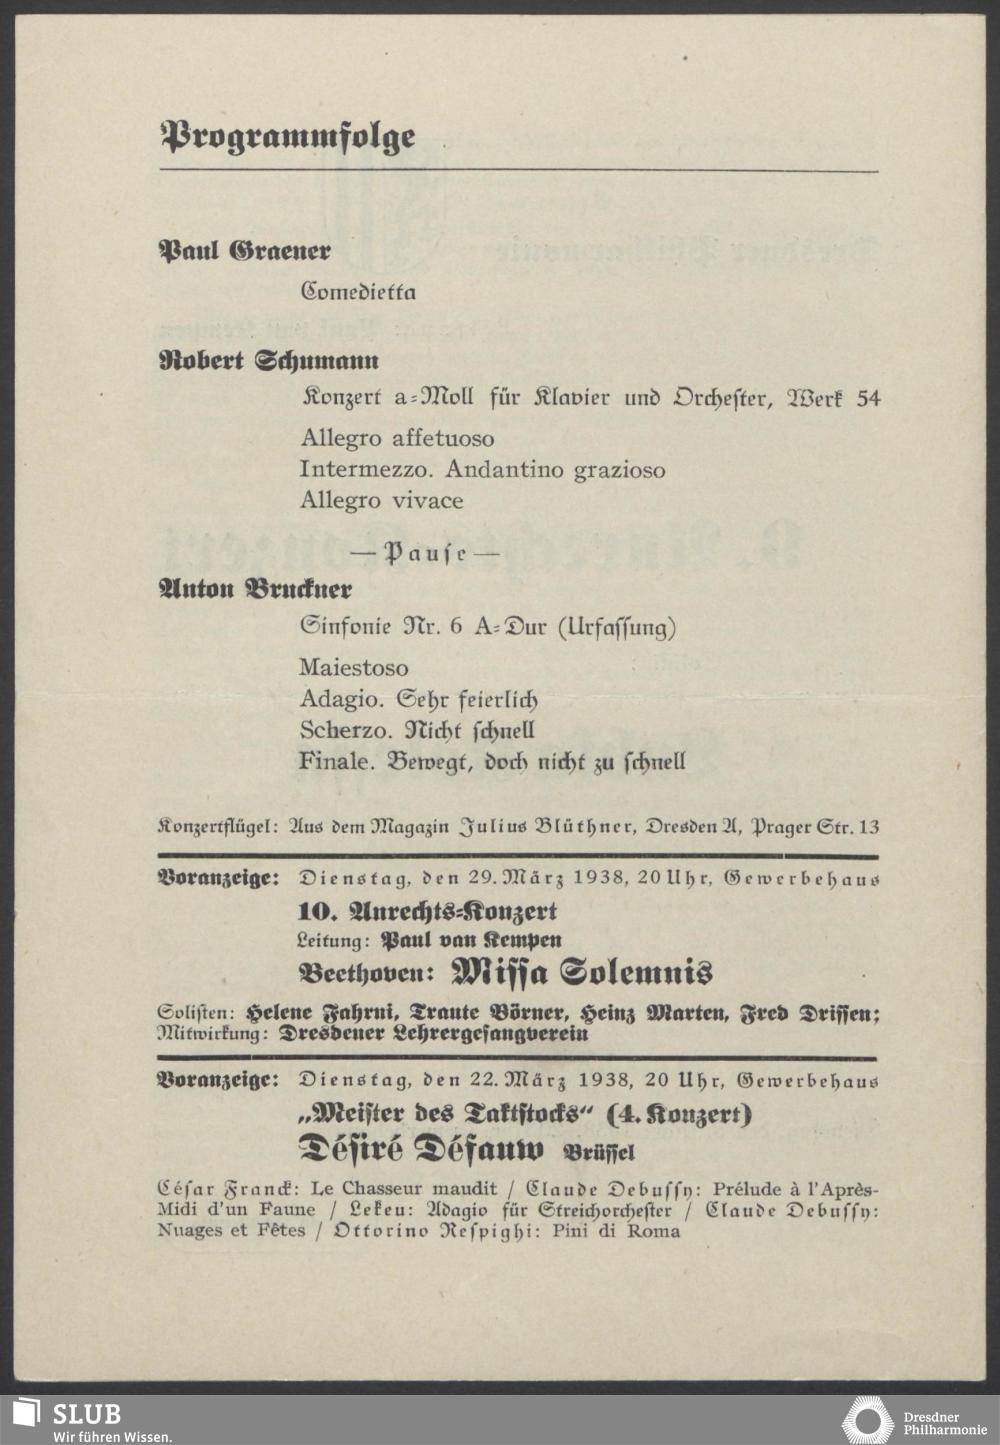 Programmfolge
Paul Graener
Comedietta
Robert Schumann
Konzert a-Moll für Klavier und Orchester, Werk 54
Allegro affetuoso
Intermezzo. Andantino grazioso
Allegro vivace
— Pause —
Anton Bruckner
Sinfonie Nr. 6 A-Dur (Urfassung)
Maiestoso
Adagio. Sehr feierlich
Scherzo. Nicht schnell
Finale. Bewegt, doch nicht zu schnell
Konzertflügel: Aus dem Magazin Julius Blüthner, Dresden A, Prager Str. 13
Voranzeige: Dienstag, den 29. März 1938, 20 Uhr, Gewerbehaus
10. Anrechts-Konzert
Leitung: Paul van Kempen
Beethoven: Missa Solemnis
Solisten: Helene Fahrni, Traute Börner, Heinz Marten, Fred Drissen;
Mitwirkung: Dresdener Lehrergesangverein
Voranzeige: Dienstag, den 22. März 1938, 20 Uhr, Gewerbehaus
„Meister des Taktstocks“ (4. Konzert)
Désiré Défauw Brüssel
César Franck: Le Chasseur maudit / Claude Debussy: Prélude à l'Après-
Midi d'un Faune / Lekeu: Adagio für Streichorchester / Claude Debussy:
Nuages et Fêtes / Ottorino Respighi: Pini di Roma
SLUB
Wir führen Wissen.
Dresdner
Philharmonie